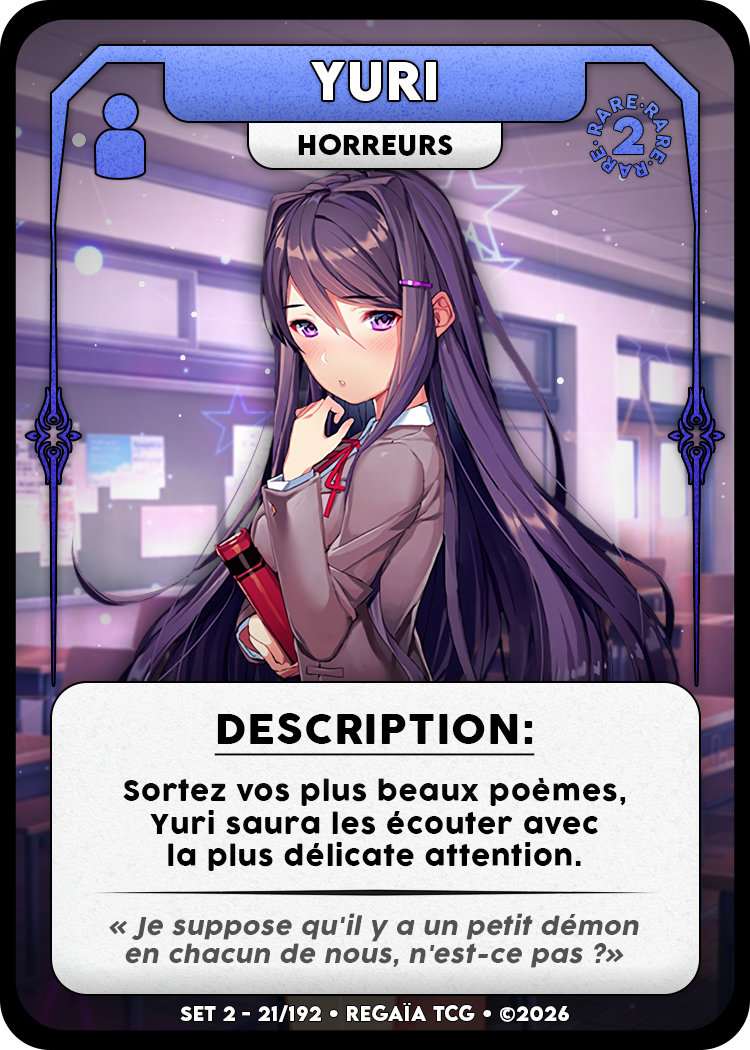 YURI
HORREURS
RARE • RARE • RARE •
2
DESCRIPTION:
Sortez vos plus beaux poèmes,
Yuri saura les écouter avec
la plus délicate attention.
« Je suppose qu'il y a un petit démon
en chacun de nous, n'est-ce pas ?»
SET 2 - 21/192 • REGAÏA TCG • ©2026